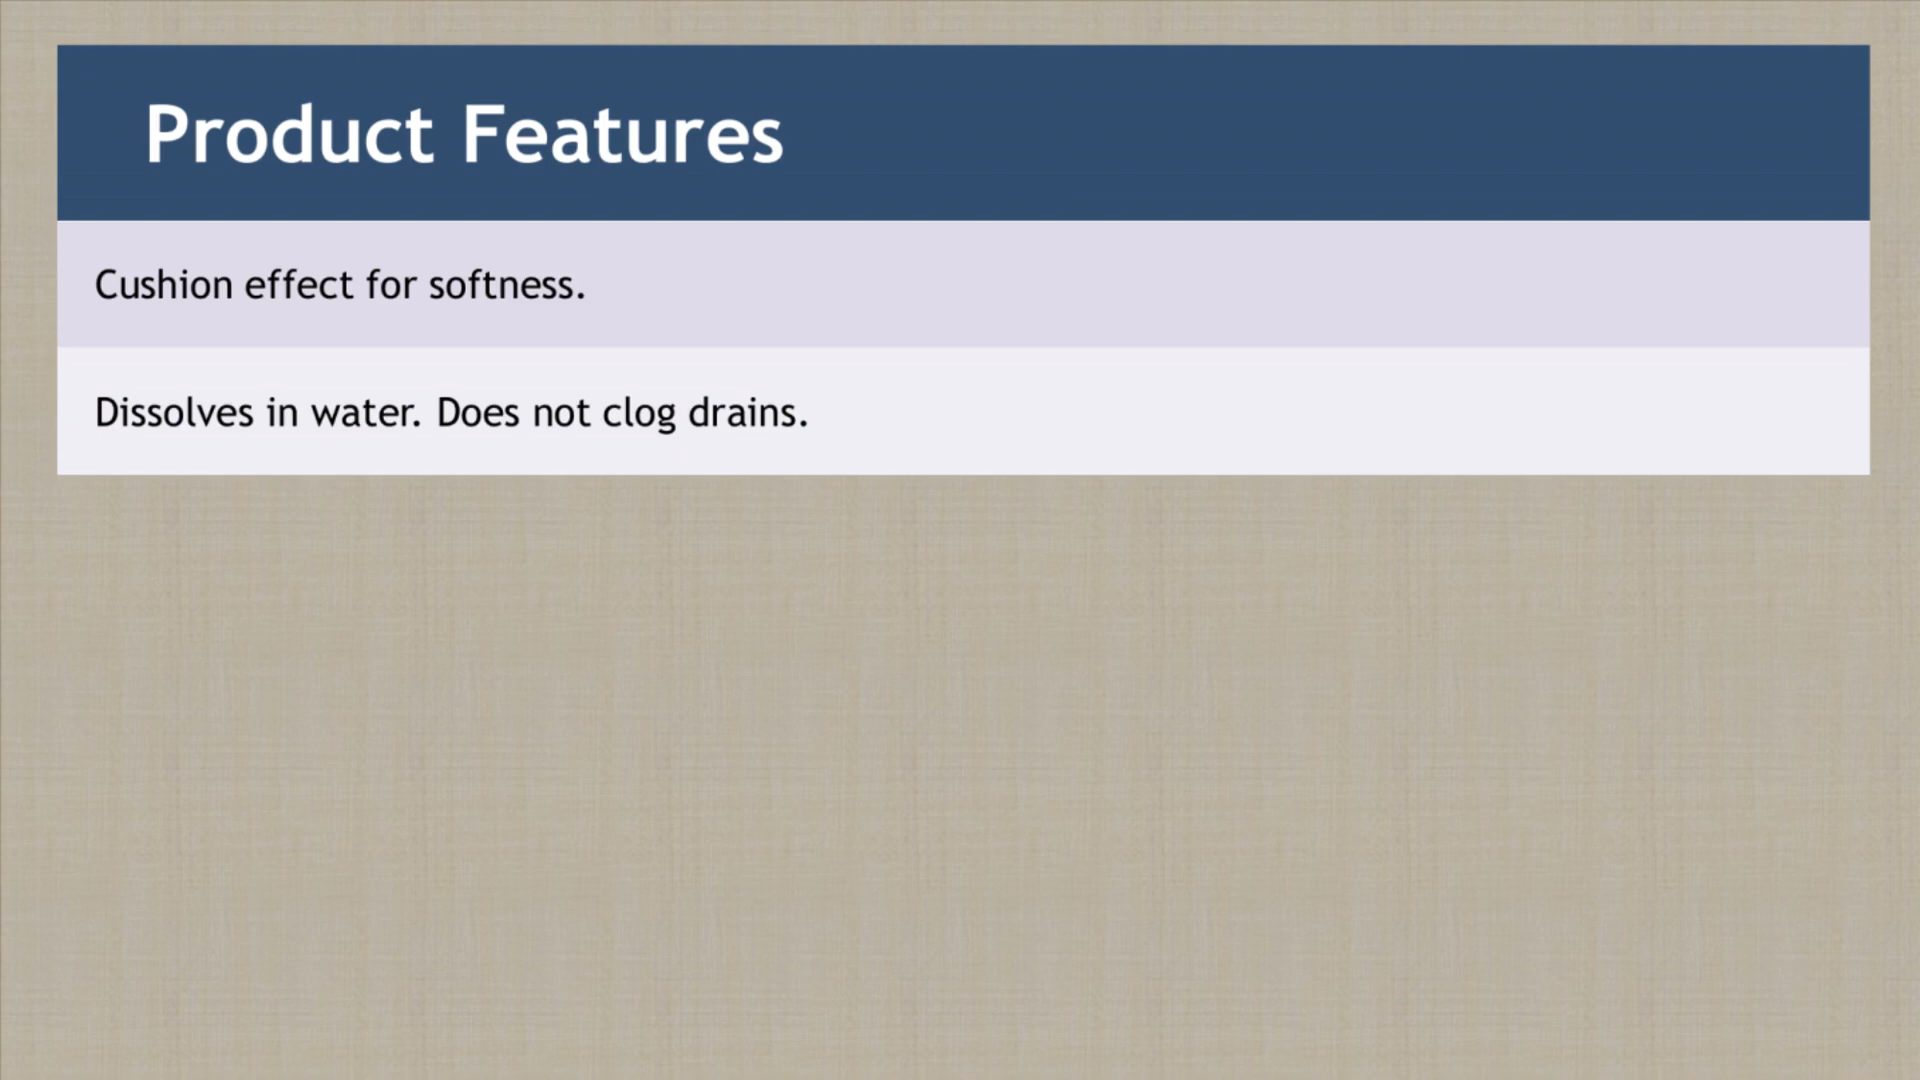 Product Features
Cushion effect for softness.
Dissolves in water. Does not clog drains.